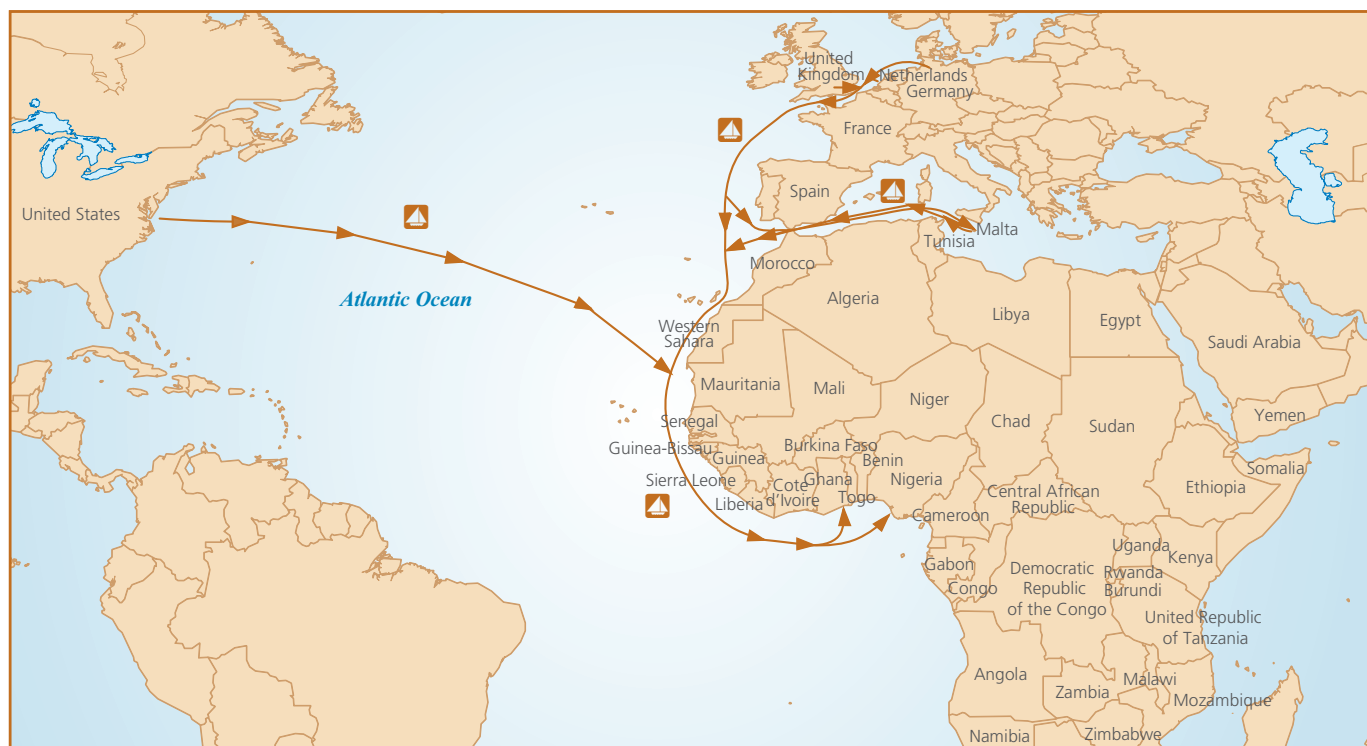 United
Kingdom
Netherlands
Germany
France
Spain
United States
Malta
Tunisia
Morocco
Atlantic Ocean
Algeria
Libya
Egypt
Western
Sahara
Saudi Arabia
Mauritania
Mali
Niger
Chad
Sudan
Yemen
Senegal
Guinea-Bissau
Guinea
Burkina Faso
Benin
Nigeria
Somalia
Sierra Leone
Liberia
Cote
d'Ivoire
Ghana
Togo
Ethiopia
Central African
Republic
Cameroon
Uganda
Kenya
Gabon
Congo
Democratic
Republic
of the Congo
Rwanda
Burundi
United Republic
of Tanzania
Angola
Zambia
Malawi
Mozambique
Namibia
Zimbabwe